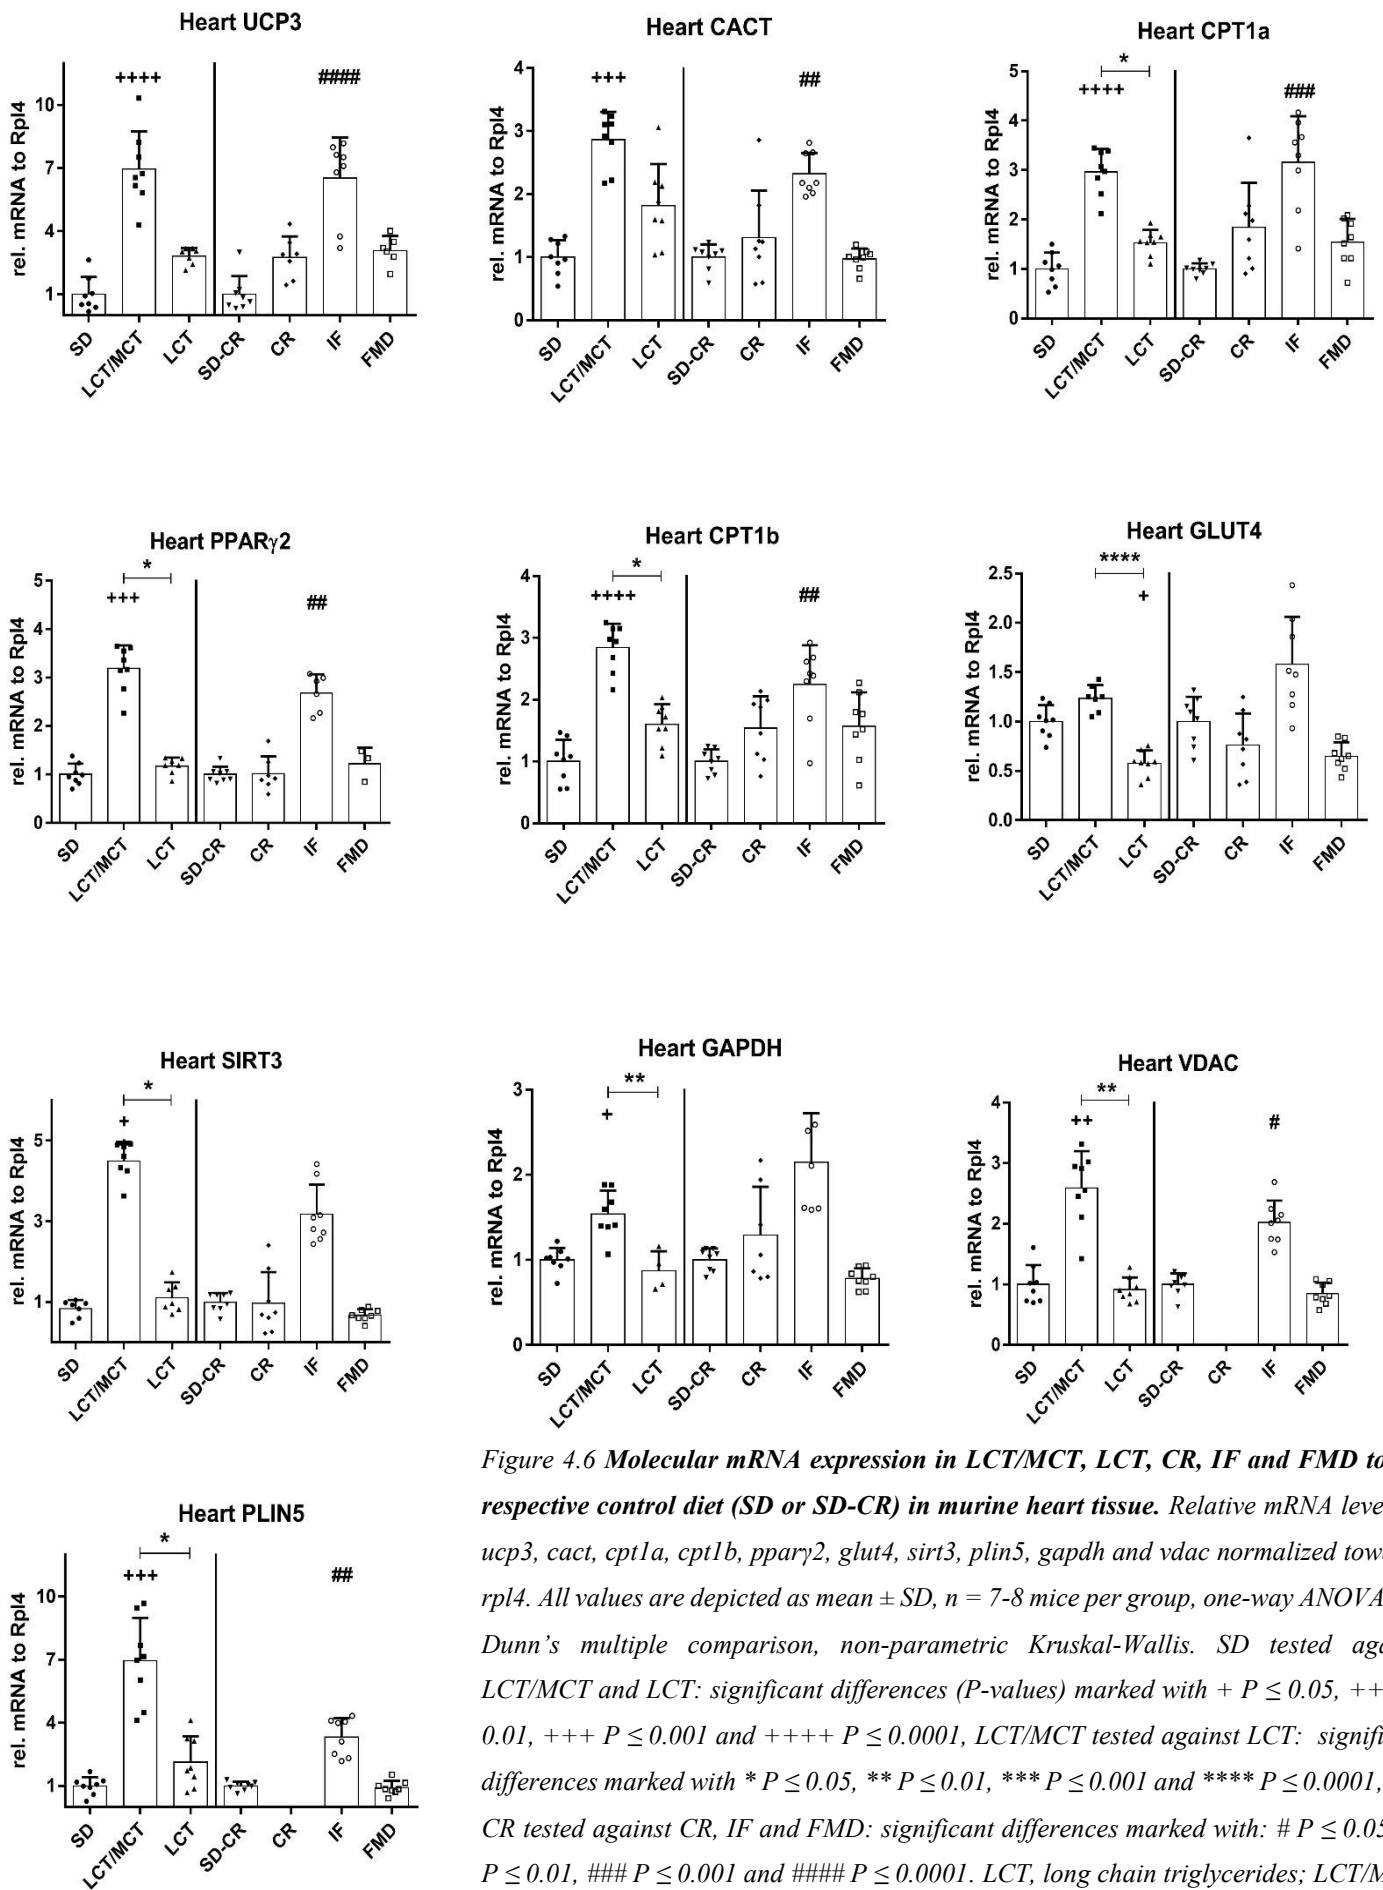 Heart UCP3
rel. mRNA to Rpl4
10
7
4
1
++++
####
SD
LCT/MCT
LCT
SD-CR
CR
IF
FMD
Heart CACT
rel. mRNA to Rpl4
4
3
2
1
0
+++
##
SD
LCT/MCT
LCT
SD-CR
CR
IF
FMD
Heart CPT1a
rel. mRNA to Rpl4
5
4
3
2
1
0
*
++++
###
SD
LCT/MCT
LCT
SD-CR
CR
IF
FMD
Heart PPARγ2
rel. mRNA to Rpl4
5
4
3
2
1
0
*
+++
##
SD
LCT/MCT
LCT
SD-CR
CR
IF
FMD
Heart CPT1b
rel. mRNA to Rpl4
4
3
2
1
0
*
++++
##
SD
LCT/MCT
LCT
SD-CR
CR
IF
FMD
Heart GLUT4
rel. mRNA to Rpl4
2.5
2.0
1.5
1.0
0.5
0.0
****
+
SD
LCT/MCT
LCT
SD-CR
CR
IF
FMD
Heart SIRT3
rel. mRNA to Rpl4
5
3
1
*
+
SD
LCT/MCT
LCT
SD-CR
CR
IF
FMD
Heart GAPDH
rel. mRNA to Rpl4
3
2
1
0
**
+
SD
LCT/MCT
LCT
SD-CR
CR
IF
FMD
Heart VDAC
rel. mRNA to Rpl4
4
3
2
1
0
**
++
#
SD
LCT/MCT
LCT
SD-CR
CR
IF
FMD
Heart PLIN5
rel. mRNA to Rpl4
10
7
4
1
*
+++
##
SD
LCT/MCT
LCT
SD-CR
CR
IF
FMD
Figure 4.6 Molecular mRNA expression in LCT/MCT, LCT, CR, IF and FMD to
respective control diet (SD or SD-CR) in murine heart tissue. Relative mRNA level
ucp3, cact, cpt1a, cpt1b, pparγ2, glut4, sirt3, plin5, gapdh and vdac normalized towa
rpl4. All values are depicted as mean ± SD, n = 7-8 mice per group, one-way ANOVA
Dunn’s multiple comparison, non-parametric Kruskal-Wallis. SD tested aga
LCT/MCT and LCT: significant differences (P-values) marked with + P ≤ 0.05, ++
0.01, +++ P ≤ 0.001 and ++++ P ≤ 0.0001, LCT/MCT tested against LCT: signifi
differences marked with * P ≤ 0.05, ** P ≤ 0.01, *** P ≤ 0.001 and **** P ≤ 0.0001,
CR tested against CR, IF and FMD: significant differences marked with: # P ≤ 0.05
P ≤ 0.01, ### P ≤ 0.001 and #### P ≤ 0.0001. LCT, long chain triglycerides; LCT/M